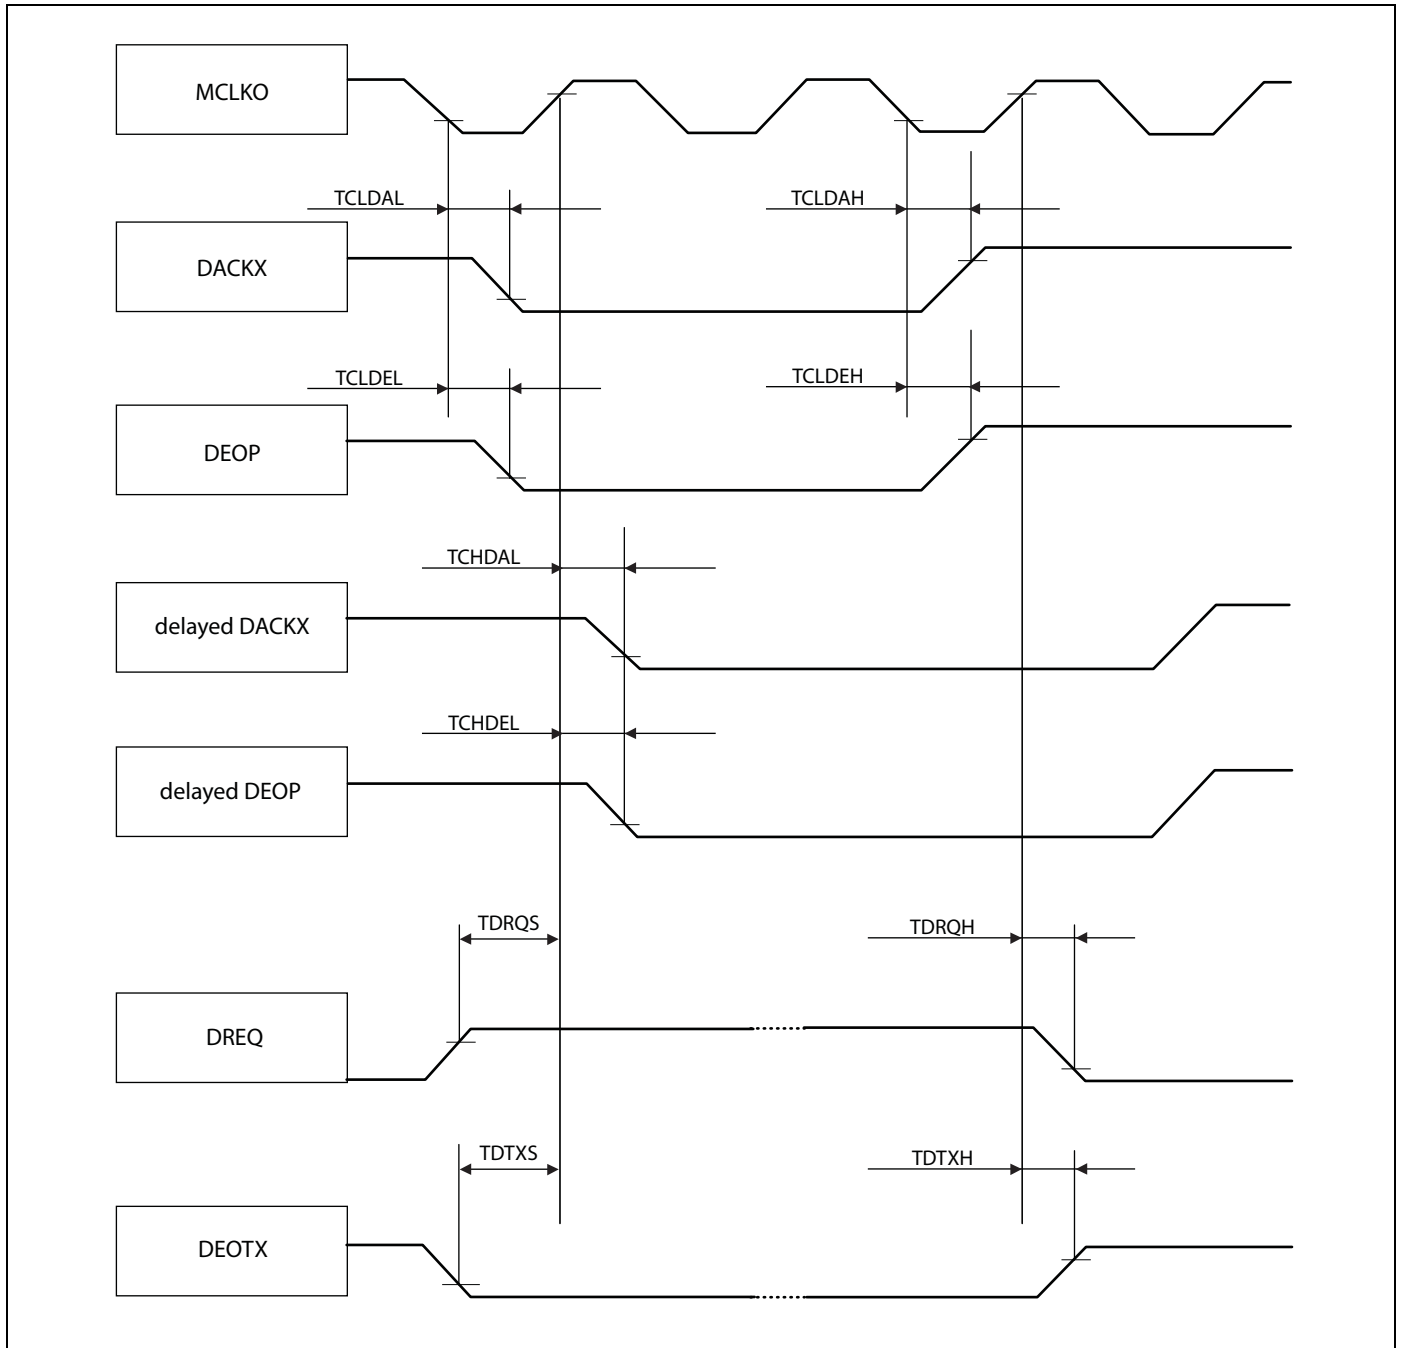 MCLKO
TCLDAL
TCLDAH
DACKX
TCLDEL
TCLDEH
DEOP
TCHDAL
delayed DACKX
TCHDEL
delayed DEOP
TDRQS
TDRQH
DREQ
TDTXS
TDTXH
DEOTX